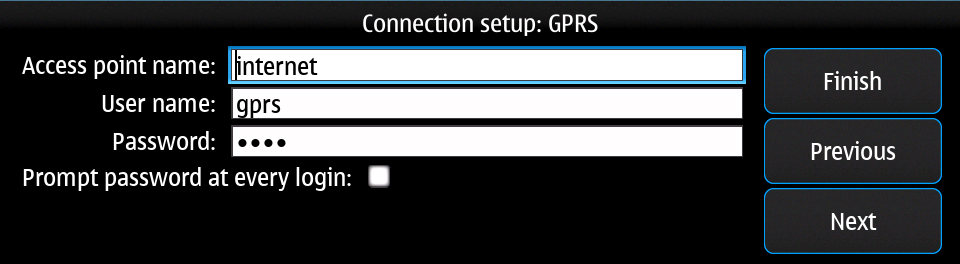 Connection setup: GPRS
Access point name: internet
User name: gprs
Password: ••••
Prompt password at every login:
Finish
Previous
Next